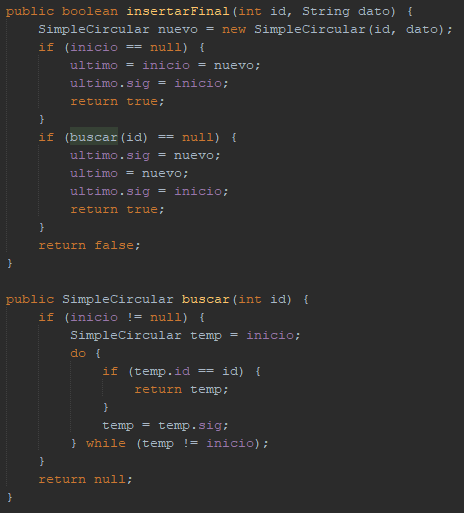 public boolean insertarFinal(int id, String dato) {
    SimpleCircular nuevo = new SimpleCircular(id, dato);
    if (inicio == null) {
        ultimo = inicio = nuevo;
        ultimo.sig = inicio;
        return true;
    }
    if (buscar(id) == null) {
        ultimo.sig = nuevo;
        ultimo = nuevo;
        ultimo.sig = inicio;
        return true;
    }
    return false;
}

public SimpleCircular buscar(int id) {
    if (inicio != null) {
        SimpleCircular temp = inicio;
        do {
            if (temp.id == id) {
                return temp;
            }
            temp = temp.sig;
        } while (temp != inicio);
    }
    return null;
}